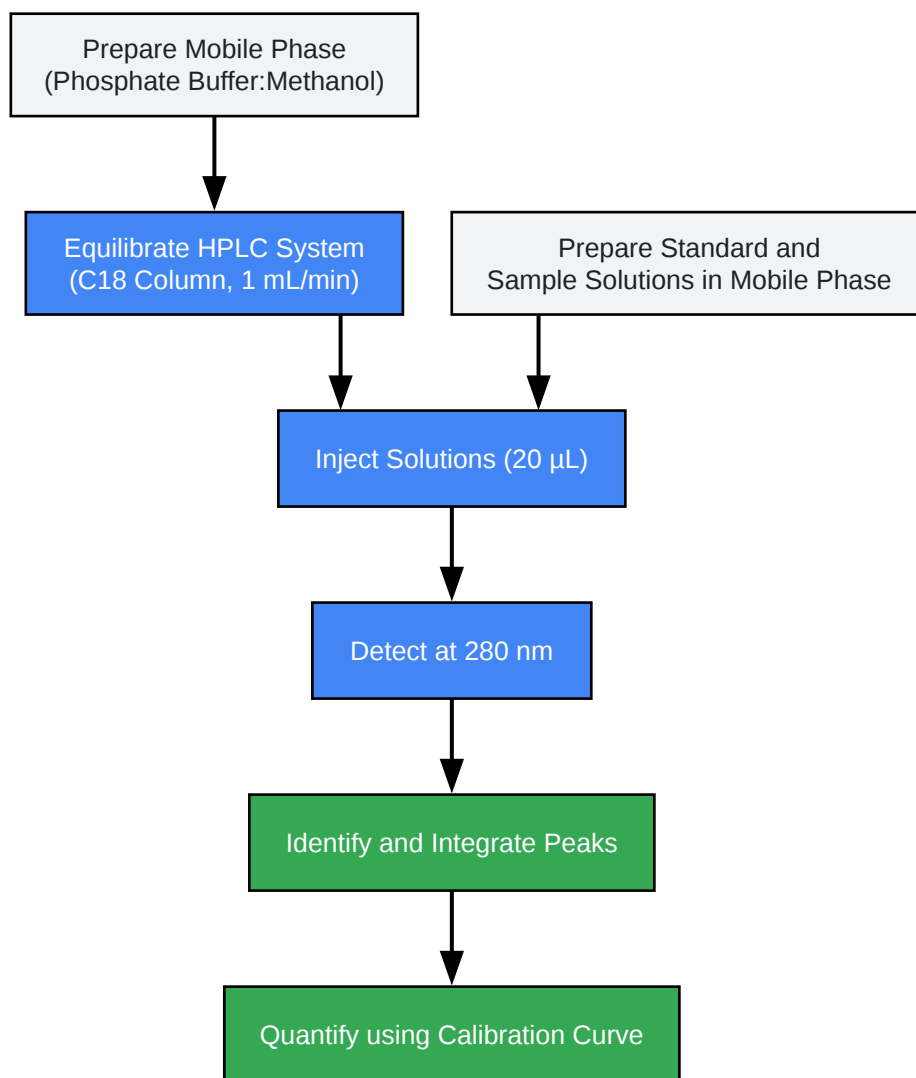 Prepare Mobile Phase
(Phosphate Buffer:Methanol)
Equilibrate HPLC System
(C18 Column, 1 mL/min)
Prepare Standard and
Sample Solutions in Mobile Phase
Inject Solutions (20 µL)
Detect at 280 nm
Identify and Integrate Peaks
Quantify using Calibration Curve